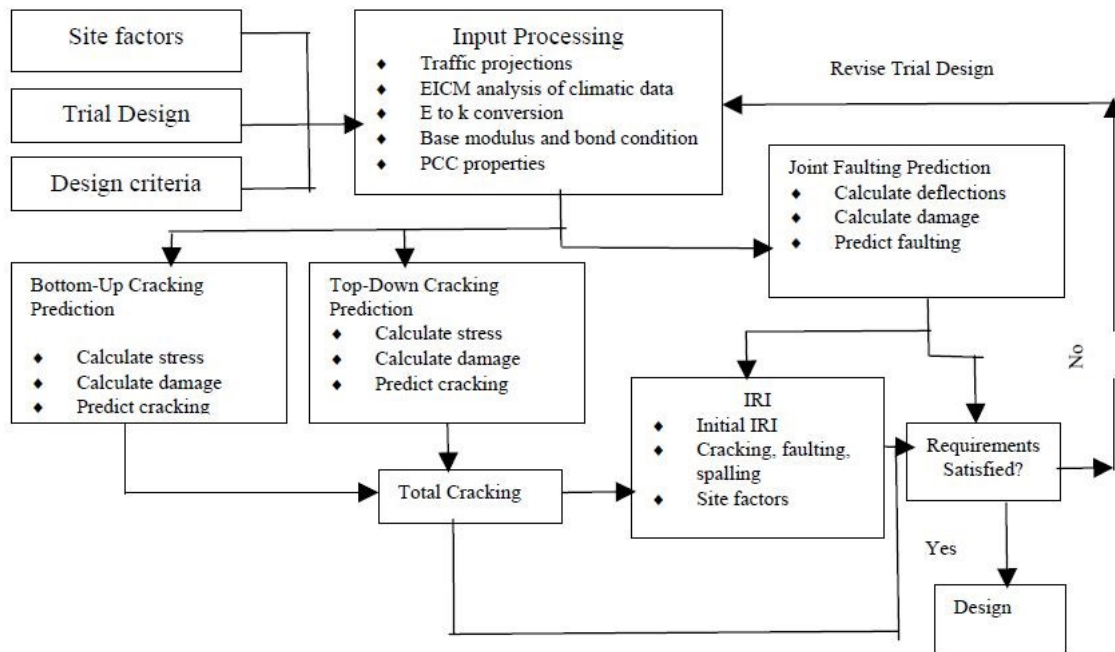 Site factors
Trial Design
Design criteria
Input Processing
♦ Traffic projections
♦ EICM analysis of climatic data
♦ E to k conversion
♦ Base modulus and bond condition
♦ PCC properties
Revise Trial Design
Joint Faulting Prediction
♦ Calculate deflections
♦ Calculate damage
♦ Predict faulting
Bottom-Up Cracking
Prediction
♦ Calculate stress
♦ Calculate damage
♦ Predict cracking
Top-Down Cracking
Prediction
♦ Calculate stress
♦ Calculate damage
♦ Predict cracking
Total Cracking
IRI
♦ Initial IRI
♦ Cracking, faulting,
spalling
♦ Site factors
Requirements
Satisfied?
No
Yes
Design